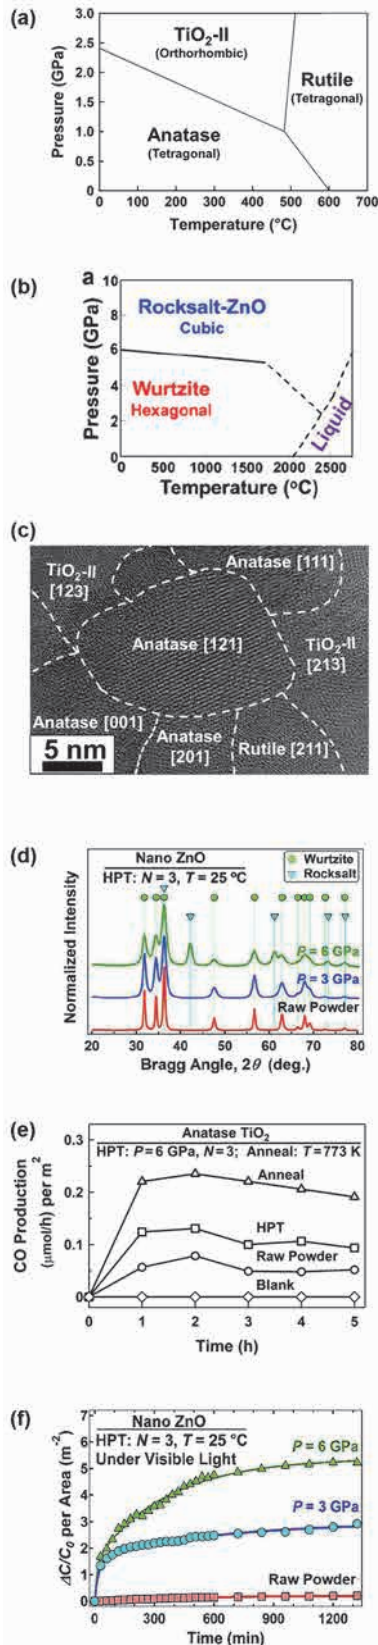 (a)
3.0
2.0
1.0
0
Pressure (GPa)
TiO₂-II
(Orthorhombic)
Rutile
(Tetragonal)
Anatase
(Tetragonal)
0 100 200 300 400 500 600 700
Temperature (°C)
(b)
a
10
8
6
4
2
0
Pressure (GPa)
Rocksalt-ZnO
Cubic
Wurtzite
Hexagonal
Liquid
0 500 1000 1500 2000 2500
Temperature (°C)
(c)
TiO₂-II
[123]
Anatase [111]
Anatase [121]
TiO₂-II
[213]
Anatase [001]
Anatase
[201]
Rutile [211]
5 nm
(d)
Nano ZnO
HPT: N = 3, T = 25 °C
Wurtzite
Rocksalt
Normalized Intensity
P = 6 GPa
P = 3 GPa
Raw Powder
20 30 40 50 60 70 80
Bragg Angle, 2θ (deg.)
(e)
Anatase TiO₂
HPT: P = 6 GPa, N = 3; Anneal: T = 773 K
0.3
0.2
0.1
0
CO Production
(μmol/h) per m²
Anneal
HPT
Raw Powder
Blank
0 1 2 3 4 5
Time (h)
(f)
7
6
5
4
3
2
1
0
ΔC/C₀ per Area (m⁻²)
Nano ZnO
HPT: N = 3, T = 25 °C
Under Visible Light
P = 6 GPa
P = 3 GPa
Raw Powder
0 300 600 900 1200
Time (min)